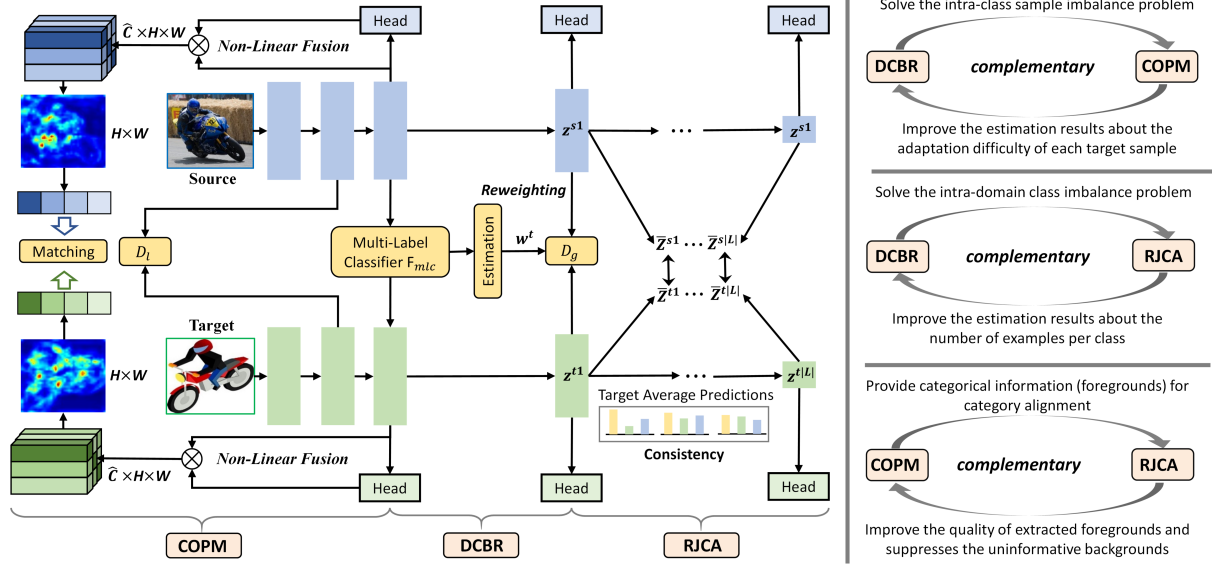 Head
Head
Head
Ĉ ×H×W
Non-Linear Fusion
H×W
Source
z^{s1}
...
z^{s1}
Reweighting
Matching
D_l
Multi-Label
Classifier F_{mlc}
Estimation
w^t
D_g
z̅^{s1} ... z̅^{s|L|}
z̅^{t1} ... z̅^{t|L|}
Target
H×W
z^{t1}
...
z^{t|L|}
Target Average Predictions
Consistency
Ĉ ×H×W
Non-Linear Fusion
Head
Head
Head
COPM
DCBR
RJCA
Solve the intra-class sample imbalance problem
DCBR
complementary
COPM
Improve the estimation results about the
adaptation difficulty of each target sample
Solve the intra-domain class imbalance problem
DCBR
complementary
RJCA
Improve the estimation results about the
number of examples per class
Provide categorical information (foregrounds) for
category alignment
COPM
complementary
RJCA
Improve the quality of extracted foregrounds and
suppresses the uninformative backgrounds